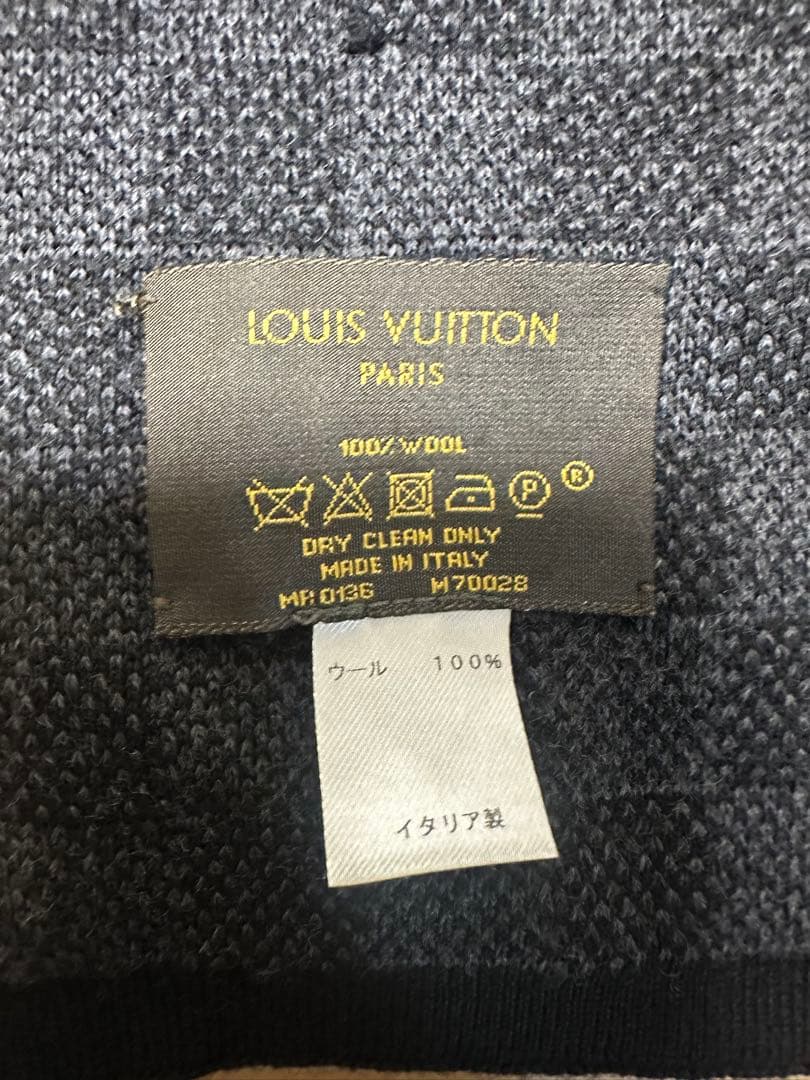 LOUIS VUITTON
PARIS
100% WOOL
P ®
DRY CLEAN ONLY
MADE IN ITALY
MR 0136 M70028
ウール 100%
イタリア製